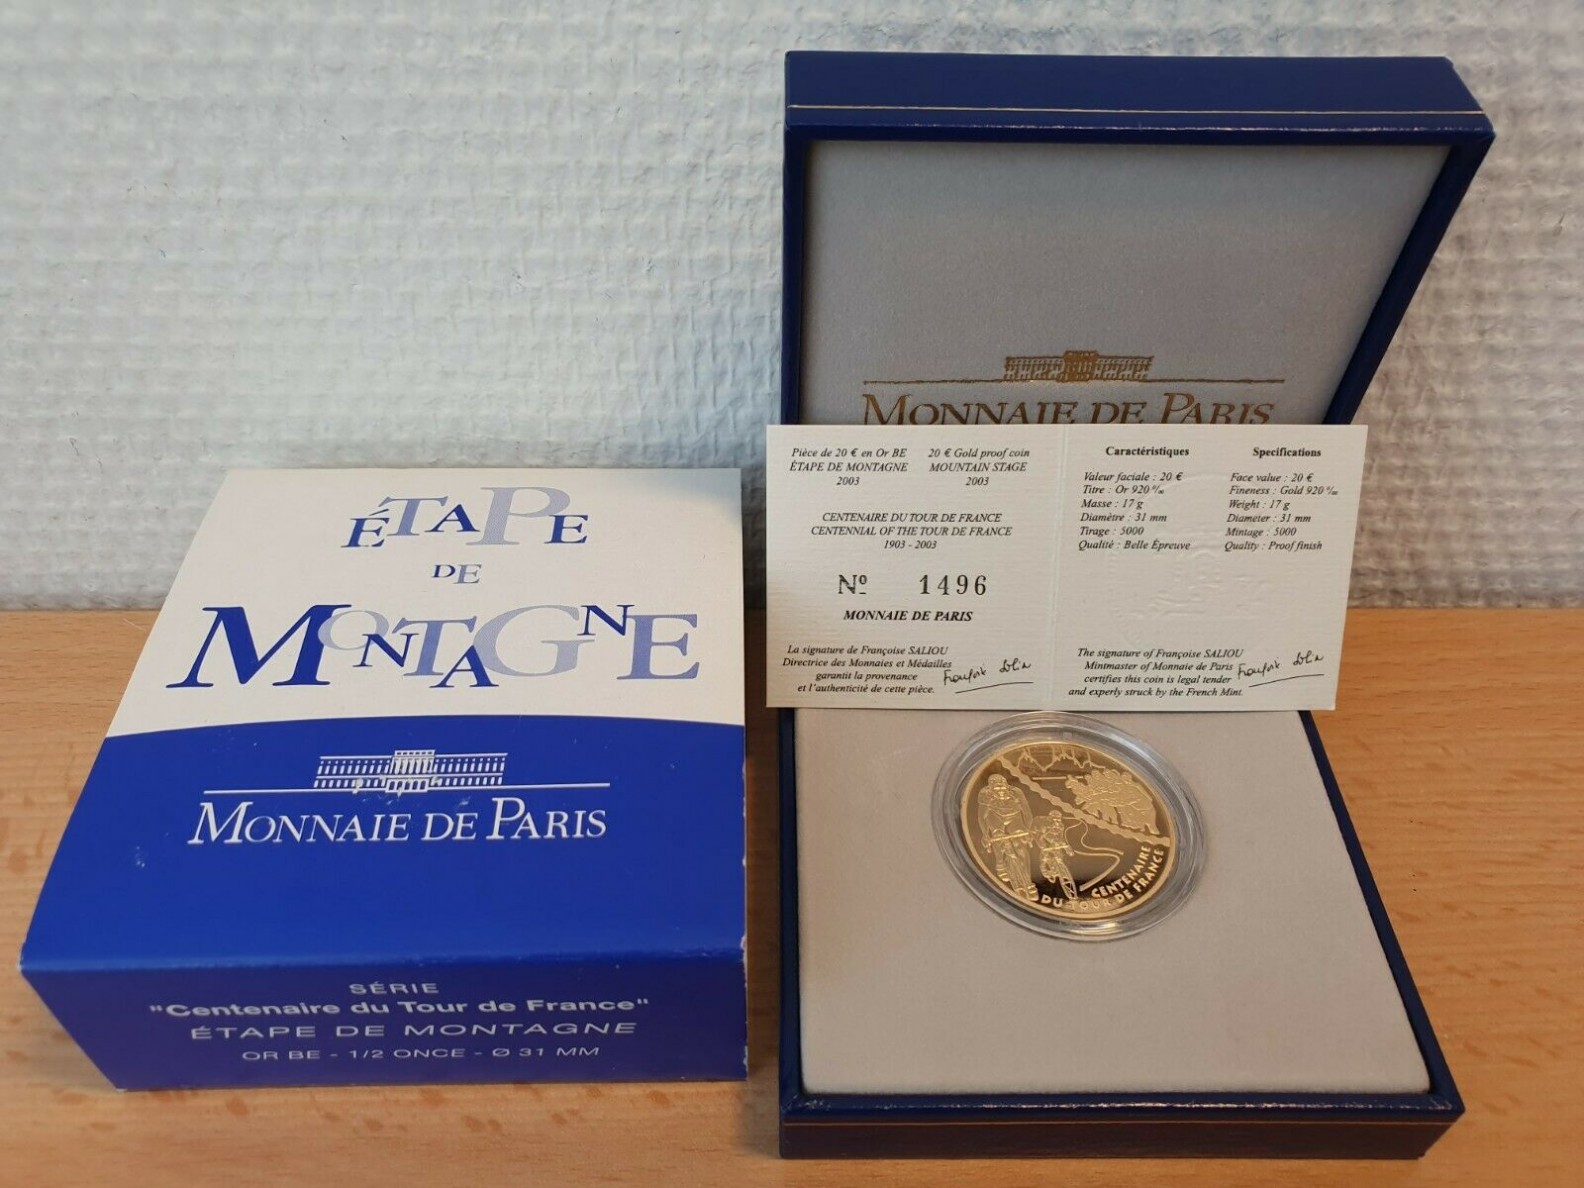 ÉTAPE
DE
MONTAGNE
MONNAIE DE PARIS
SÉRIE
"Centenaire du Tour de France"
ÉTAPE DE MONTAGNE
OR BE - 1/2 ONCE - Ø 31 MM
MONNAIE DE PARIS
Pièce de 20 € en Or BE
ÉTAPE DE MONTAGNE
2003
20 € Gold proof coin
MOUNTAIN STAGE
2003
CENTENAIRE DU TOUR DE FRANCE
CENTENNIAL OF THE TOUR DE FRANCE
1903 - 2003
Nº 1496
MONNAIE DE PARIS
La signature de Françoise SALIOU
Directrice des Monnaies et Médailles
garantit la provenance
et l'authenticité de cette pièce.
Caractéristiques
Valeur faciale : 20 €
Titre : Or 920 ‰
Masse : 17 g
Diamètre : 31 mm
Tirage : 5000
Qualité : Belle Épreuve
Specifications
Face value : 20 €
Fineness : Gold 920 ‰
Weight : 17 g
Diameter : 31 mm
Mintage : 5000
Quality : Proof finish
The signature of Françoise SALIOU
Mintmaster of Monnaie de Paris
certifies this coin is legal tender
and experly struck by the French Mint.
CENTENAIRE
DU TOUR DE FRANCE